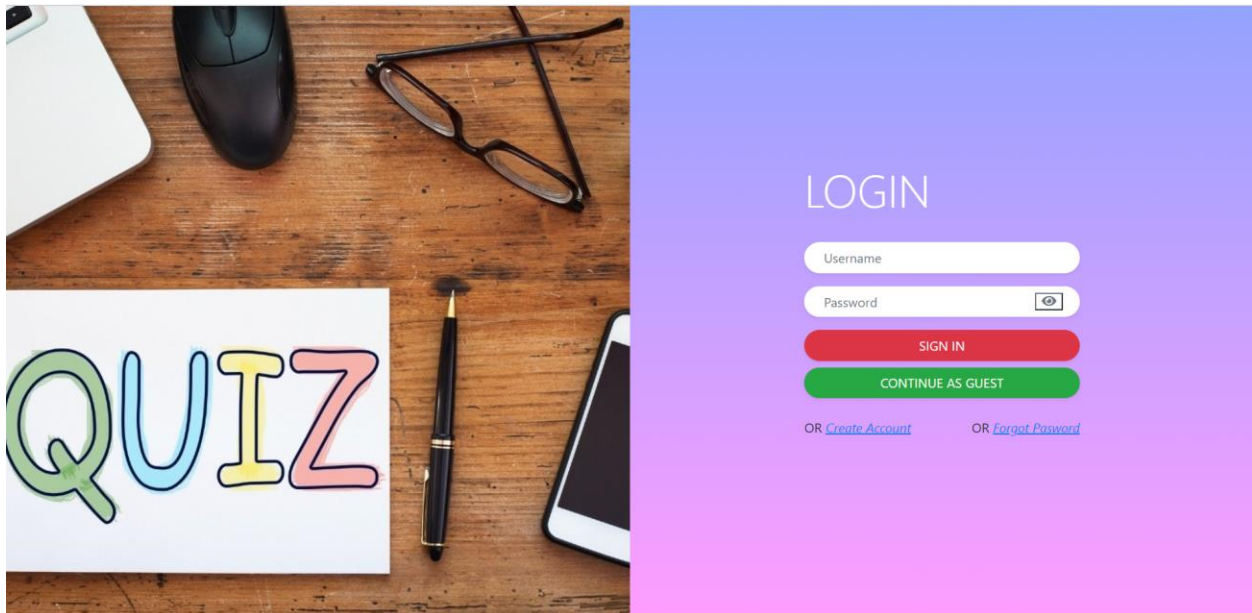 QUIZ
LOGIN
Username
Password
SIGN IN
CONTINUE AS GUEST
OR Create Account OR Forgot Pasword